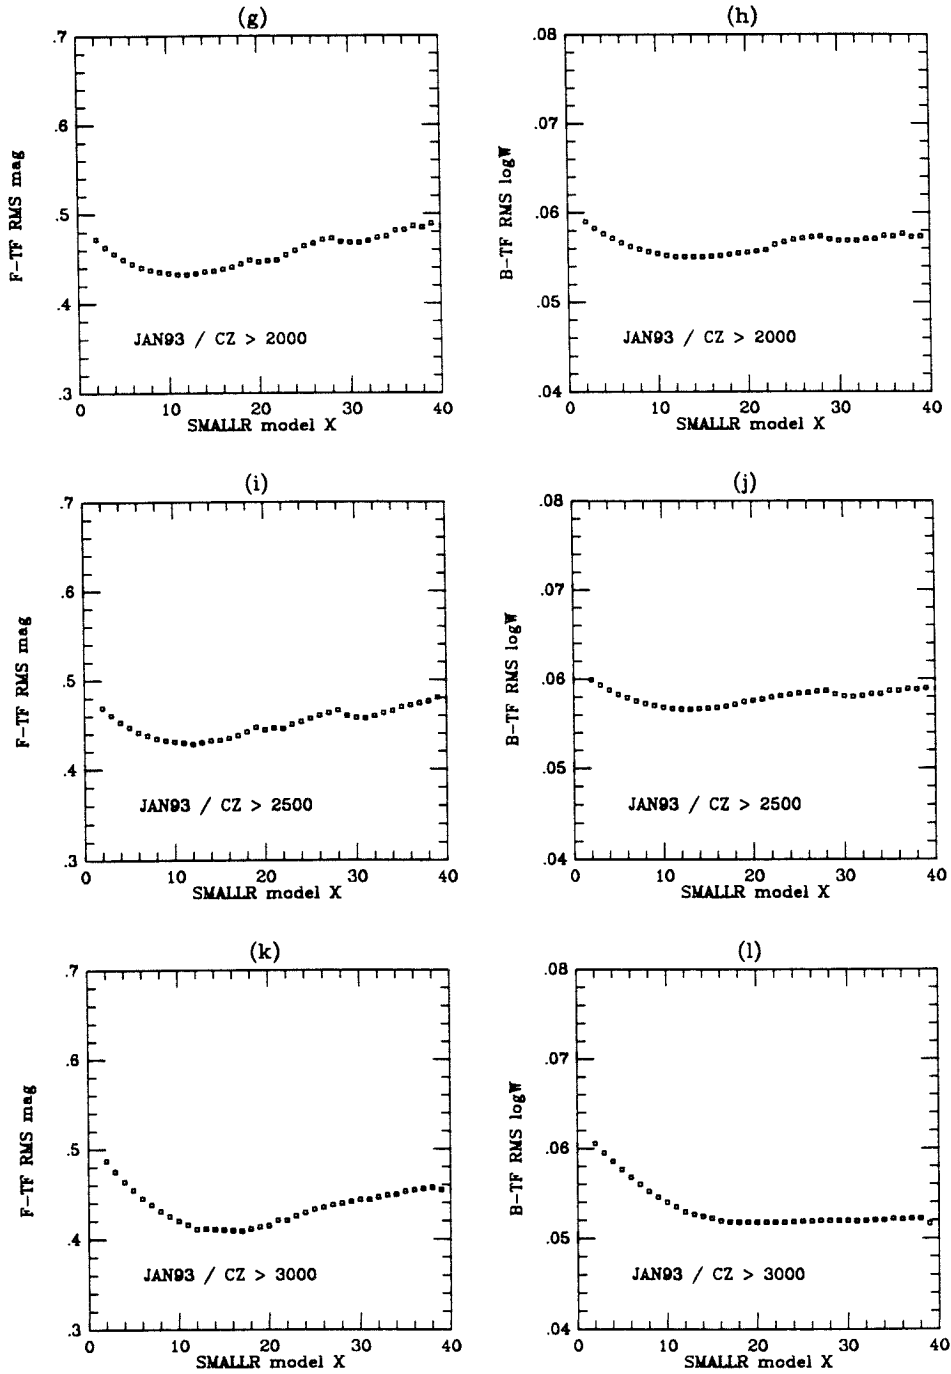 (g)
.7
.6
.5
.4
.3
F-TF RMS mag
JAN93 / CZ > 2000
0 10 20 30 40
SMALLR model X
(h)
.08
.07
.06
.05
.04
B-TF RMS logW
JAN93 / CZ > 2000
0 10 20 30 40
SMALLR model X
(i)
.7
.6
.5
.4
.3
F-TF RMS mag
JAN93 / CZ > 2500
0 10 20 30 40
SMALLR model X
(j)
.08
.07
.06
.05
.04
B-TF RMS logW
JAN93 / CZ > 2500
0 10 20 30 40
SMALLR model X
(k)
.7
.6
.5
.4
.3
F-TF RMS mag
JAN93 / CZ > 3000
0 10 20 30 40
SMALLR model X
(l)
.08
.07
.06
.05
.04
B-TF RMS logW
JAN93 / CZ > 3000
0 10 20 30 40
SMALLR model X